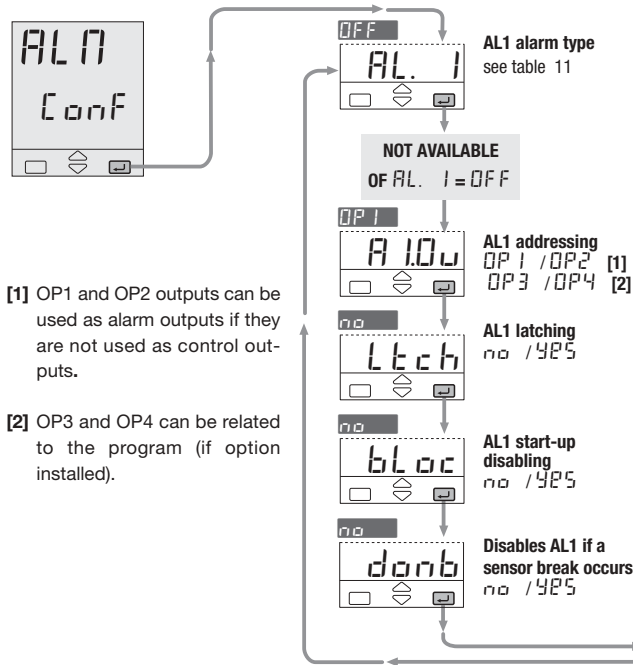 ALM
Conf
[1] OP1 and OP2 outputs can be
used as alarm outputs if they
are not used as control out-
puts.
[2] OP3 and OP4 can be related
to the program (if option
installed).
OFF
AL. 1
AL1 alarm type
see table 11
NOT AVAILABLE
OF AL. 1 = OFF
OP1
A1.Ou
AL1 addressing
OP1 /OP2 [1]
OP3 /OP4 [2]
no
Ltch
AL1 latching
no /YES
no
bLoc
AL1 start-up
disabling
no /YES
no
donb
Disables AL1 if a
sensor break occurs
no /YES